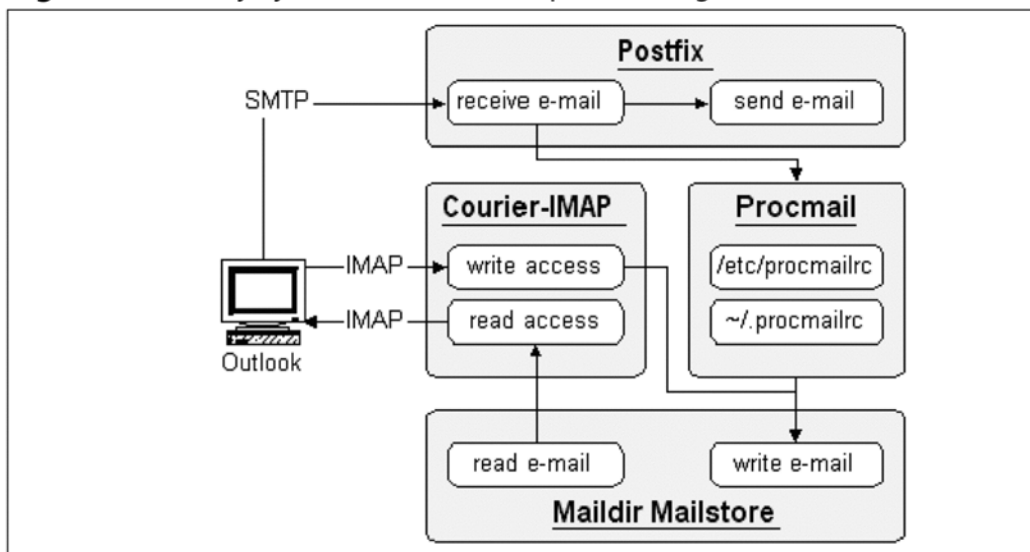 Postfix
SMTP
receive e-mail
send e-mail
Courier-IMAP
Procmail
IMAP
write access
/etc/procmailrc
IMAP
read access
~/.procmailrc
Outlook
read e-mail
write e-mail
Maildir Mailstore